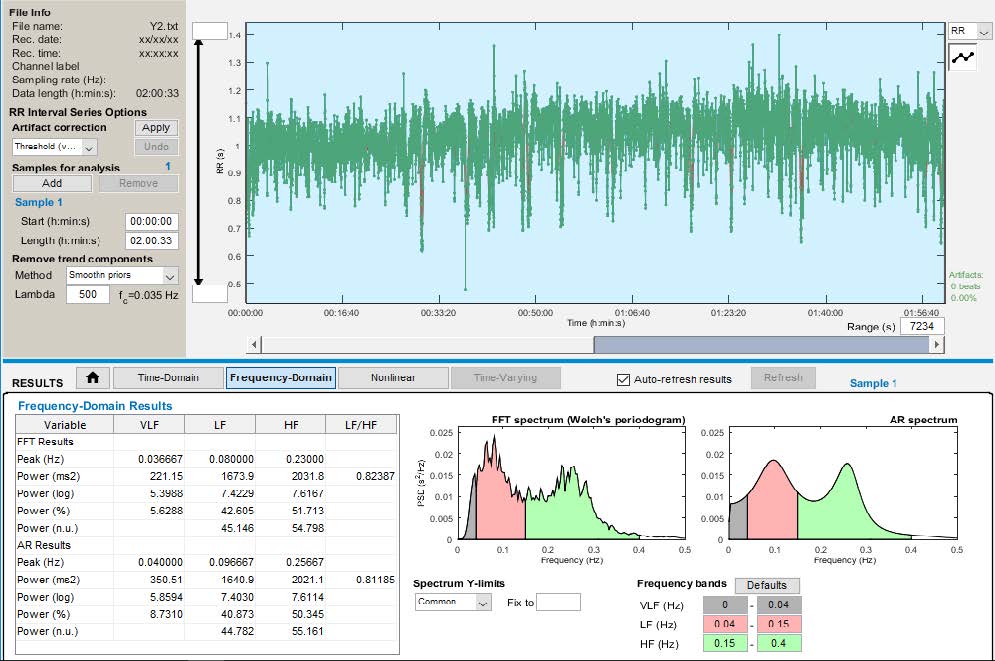 File Info
File name: Y2.txt
Rec. date: xx/xx/xx
Rec. time: xx:xx:xx
Channel label
Sampling rate (Hz):
Data length (h:min:s): 02:00:33
RR Interval Series Options
Artifact correction Apply
Threshold (v... Undo
Samples for analysis 1
Add Remove
Sample 1
Start (h:min:s) 00:00:00
Length (h:min:s) 02.00.33
Remove trend components
Method Smoothn priors
Lambda 500 fc=0.035 Hz
RR
1.4
1.3
1.2
1.1
1
0.9
0.8
0.7
0.6
0.5
RR (s)
00:00:00 00:16:40 00:33:20 00:50:00 01:06:40 01:23:20 01:40:00 01:56:40
Time (h:min:s)
Range (s) 7234
Artifacts:
0 beats
0.00%
RESULTS Time-Domain Frequency-Domain Nonlinear Time-Varying Auto-refresh results Refresh Sample 1
Frequency-Domain Results
Variable VLF LF HF LF/HF
FFT Results
Peak (Hz) 0.036667 0.080000 0.23000
Power (ms2) 221.15 1673.9 2031.8 0.82387
Power (log) 5.3988 7.4229 7.6167
Power (%) 5.6288 42.605 51.713
Power (n.u.) 45.146 54.798
AR Results
Peak (Hz) 0.040000 0.096667 0.25667
Power (ms2) 350.51 1640.9 2021.1 0.81185
Power (log) 5.8594 7.4030 7.6114
Power (%) 8.7310 40.873 50.345
Power (n.u.) 44.782 55.161
FFT spectrum (Welch's periodogram)
0.025
0.02
0.015
0.01
0.005
0
PSD (s²/Hz)
0 0.1 0.2 0.3 0.4 0.5
Frequency (Hz)
AR spectrum
0.025
0.02
0.015
0.01
0.005
0
0 0.1 0.2 0.3 0.4 0.5
Frequency (Hz)
Spectrum Y-limits
Common Fix to
Frequency bands Defaults
VLF (Hz) 0 - 0.04
LF (Hz) 0.04 - 0.15
HF (Hz) 0.15 - 0.4